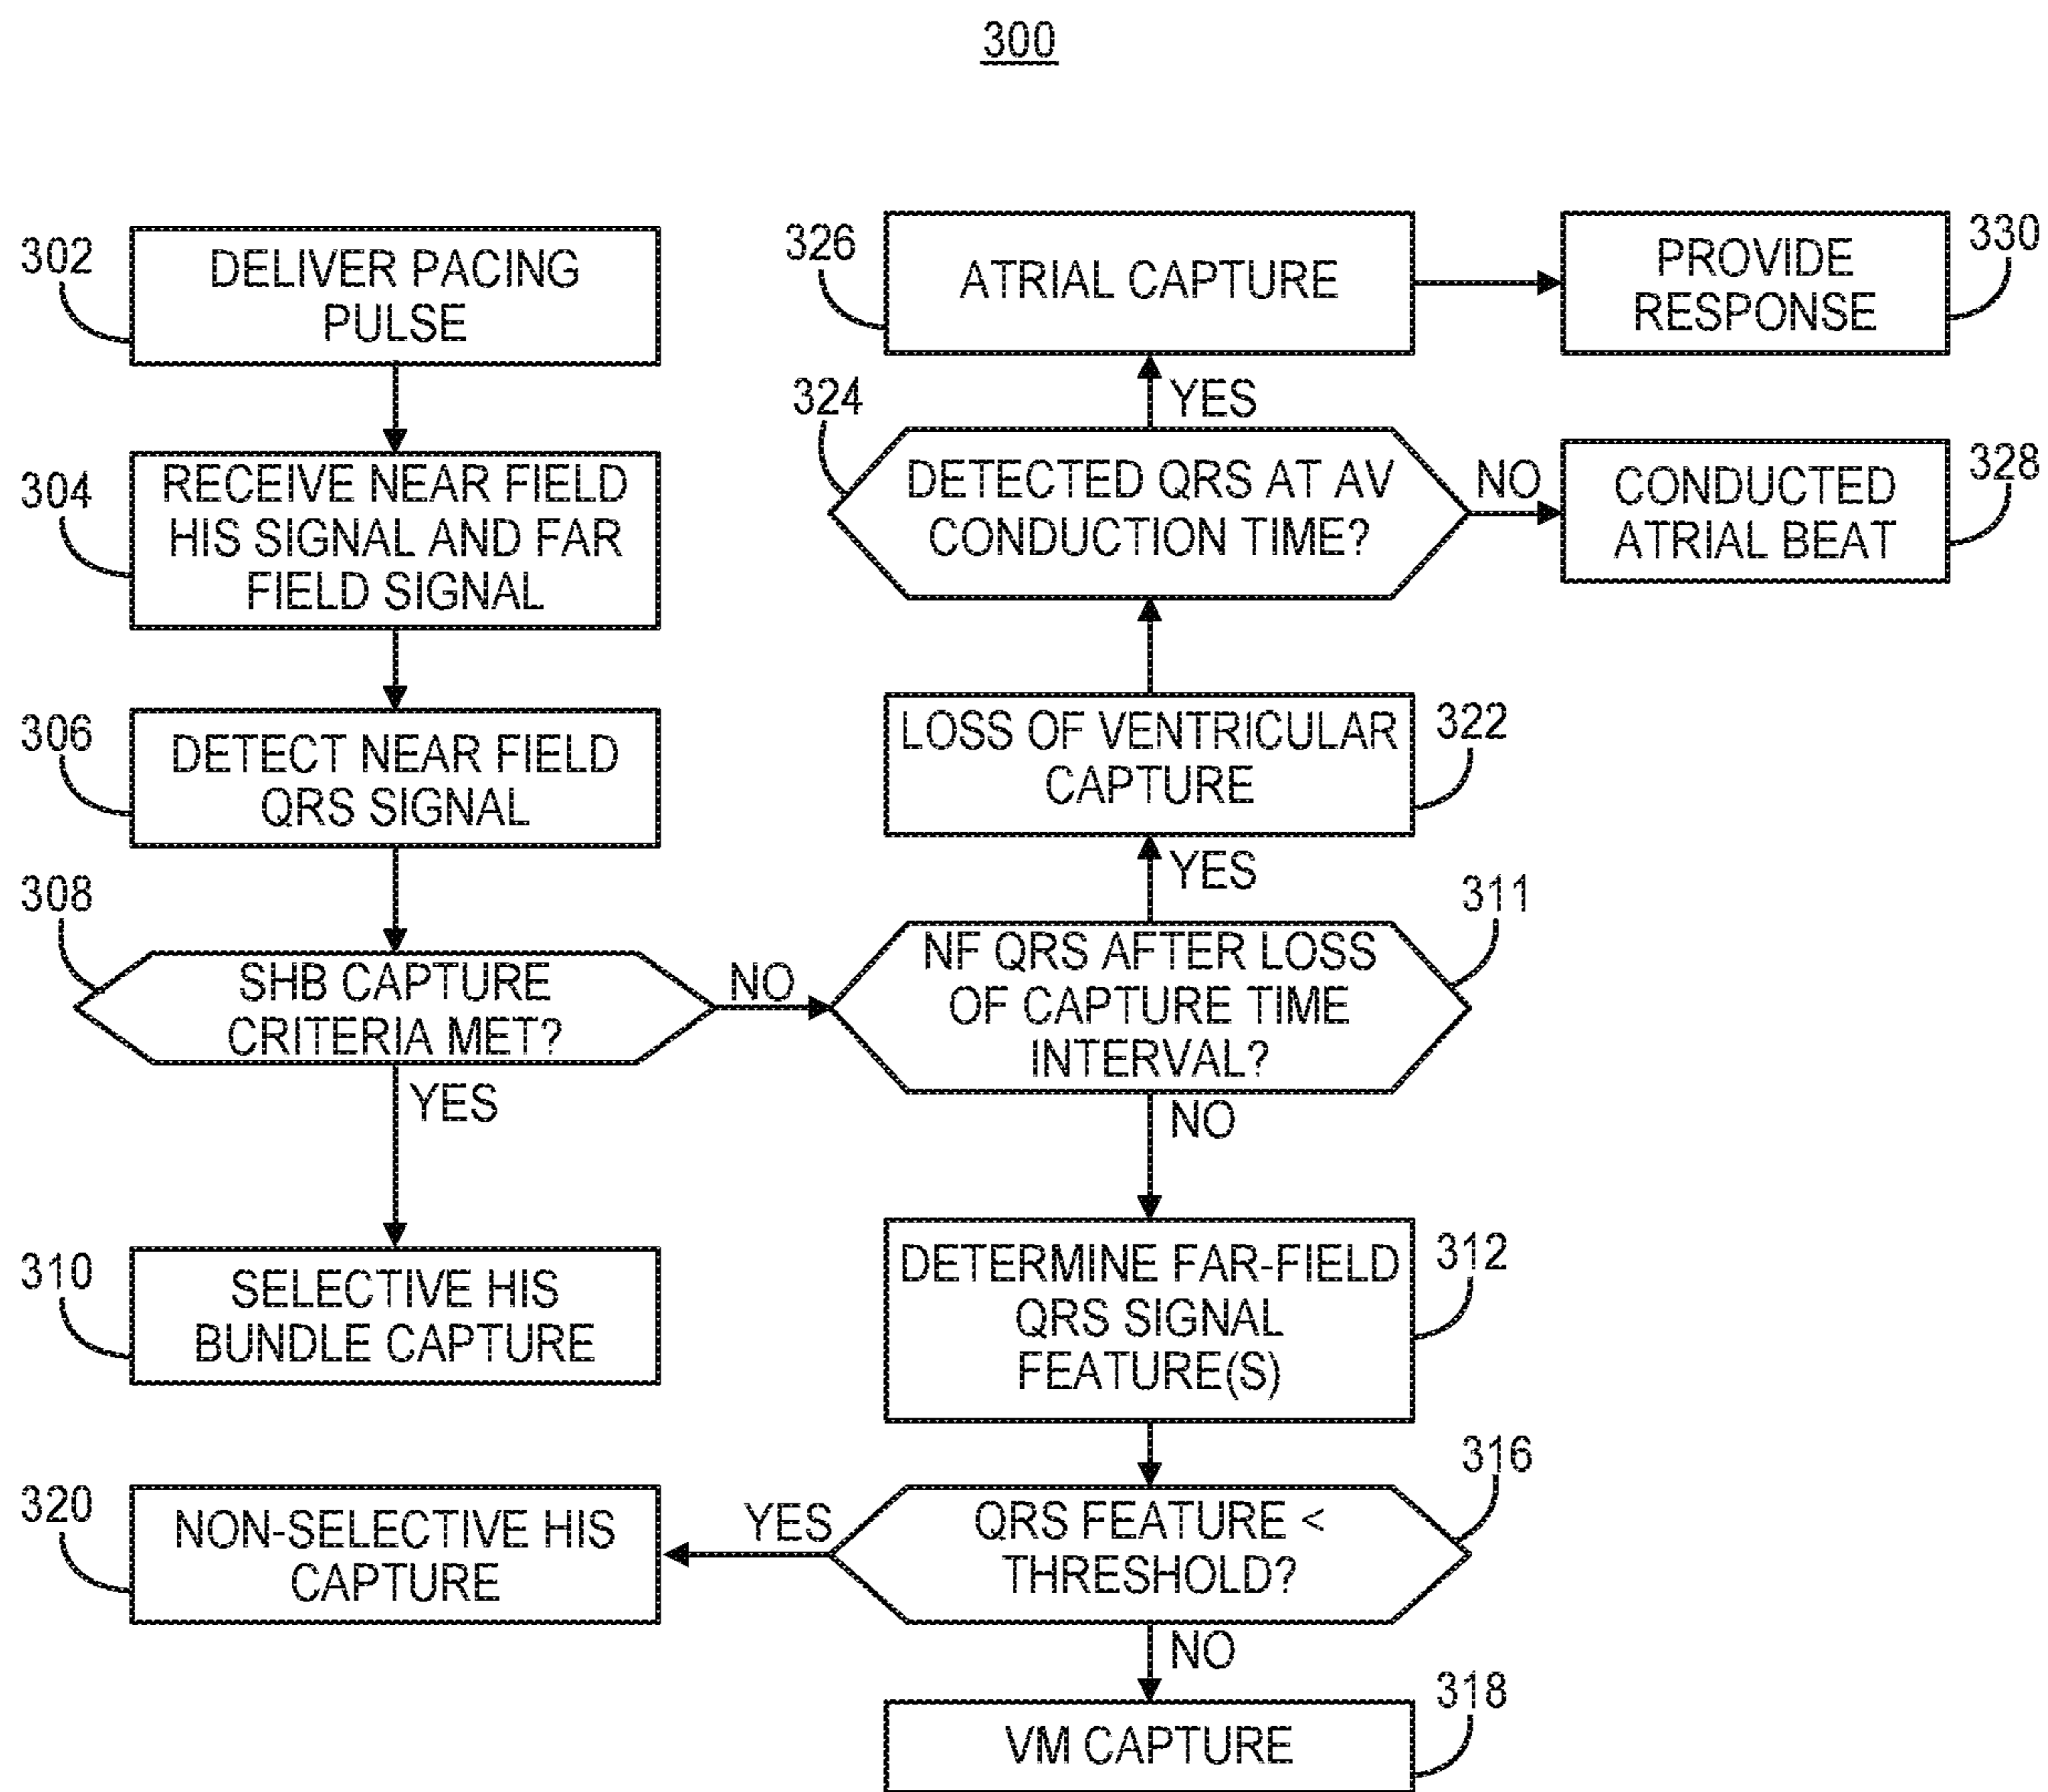 300
302
DELIVER PACING
PULSE
304
RECEIVE NEAR FIELD
HIS SIGNAL AND FAR
FIELD SIGNAL
306
DETECT NEAR FIELD
QRS SIGNAL
308
SHB CAPTURE
CRITERIA MET?
NO
YES
310
SELECTIVE HIS
BUNDLE CAPTURE
311
NF QRS AFTER LOSS
OF CAPTURE TIME
INTERVAL?
YES
NO
322
LOSS OF VENTRICULAR
CAPTURE
324
DETECTED QRS AT AV
CONDUCTION TIME?
YES
NO
326
ATRIAL CAPTURE
330
PROVIDE
RESPONSE
328
CONDUCTED
ATRIAL BEAT
312
DETERMINE FAR-FIELD
QRS SIGNAL
FEATURE(S)
316
QRS FEATURE <
THRESHOLD?
YES
NO
320
NON-SELECTIVE HIS
CAPTURE
318
VM CAPTURE